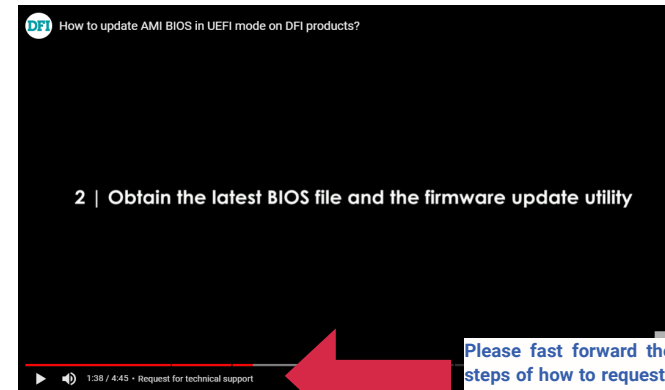 DFI How to update AMI BIOS in UEFI mode on DFI products?
2 | Obtain the latest BIOS file and the firmware update utility
1:38 / 4:45 • Request for technical support
Please fast forward the
steps of how to request